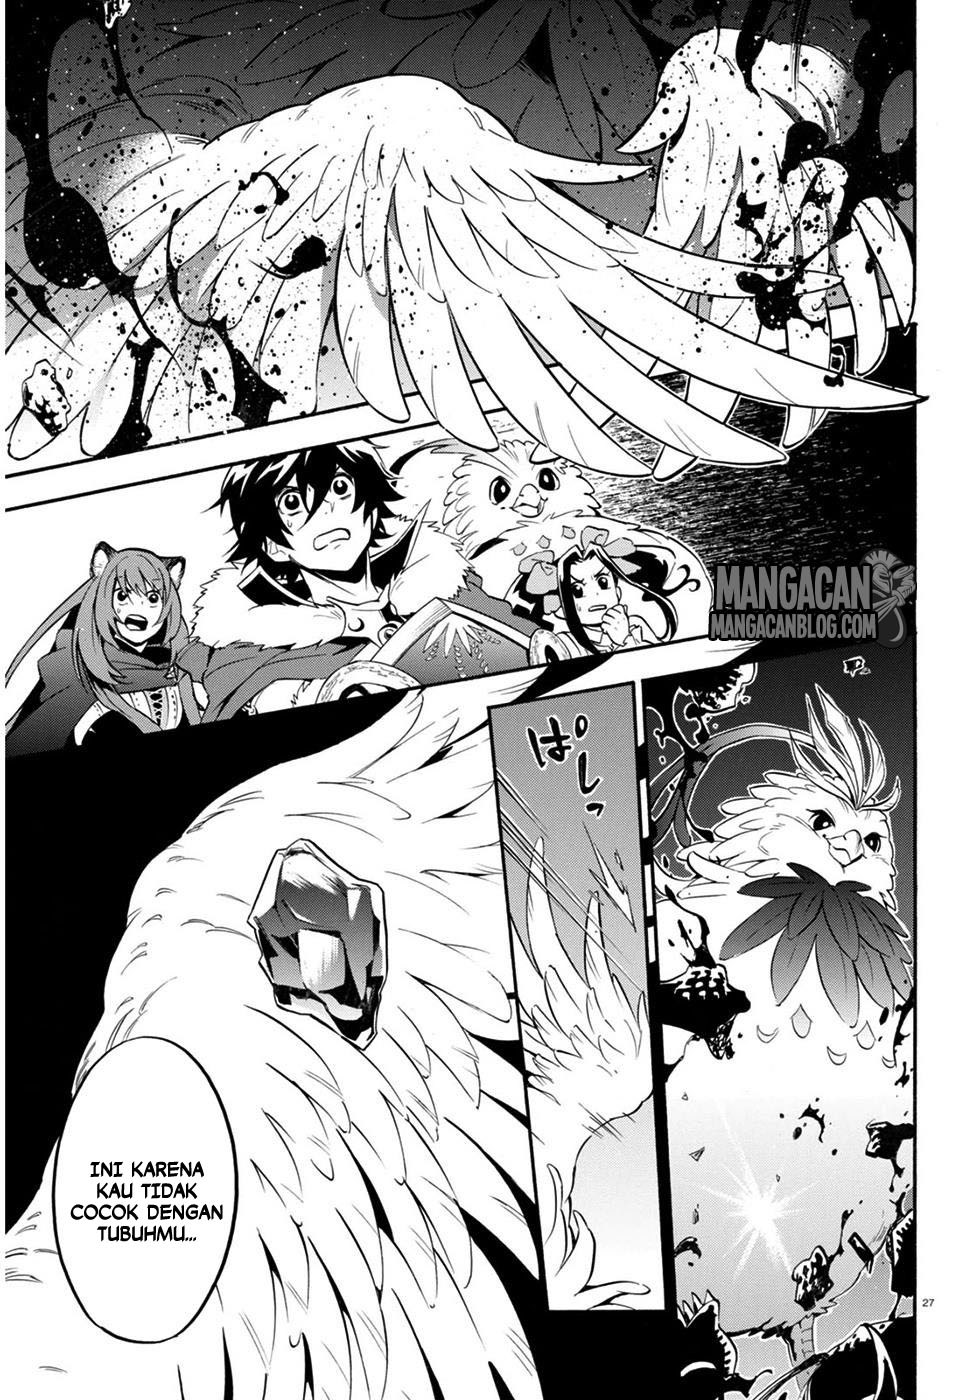 MANGACAN
MANGACANBLOG.COM
ぱしっ
INI KARENA
KAU TIDAK
COCOK DENGAN
TUBUHMU...
27